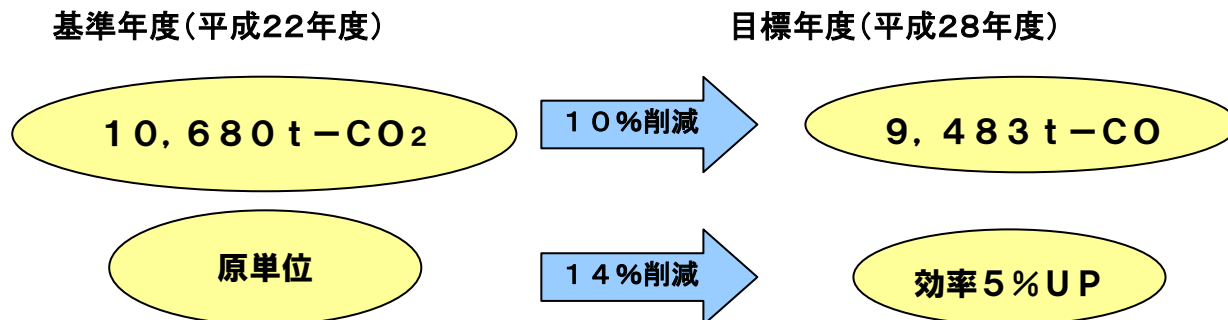 基準年度(平成22年度)
目標年度(平成28年度)
10,680t-CO2
10%削減
9,483t-CO
原単位
14%削減
効率5%UP